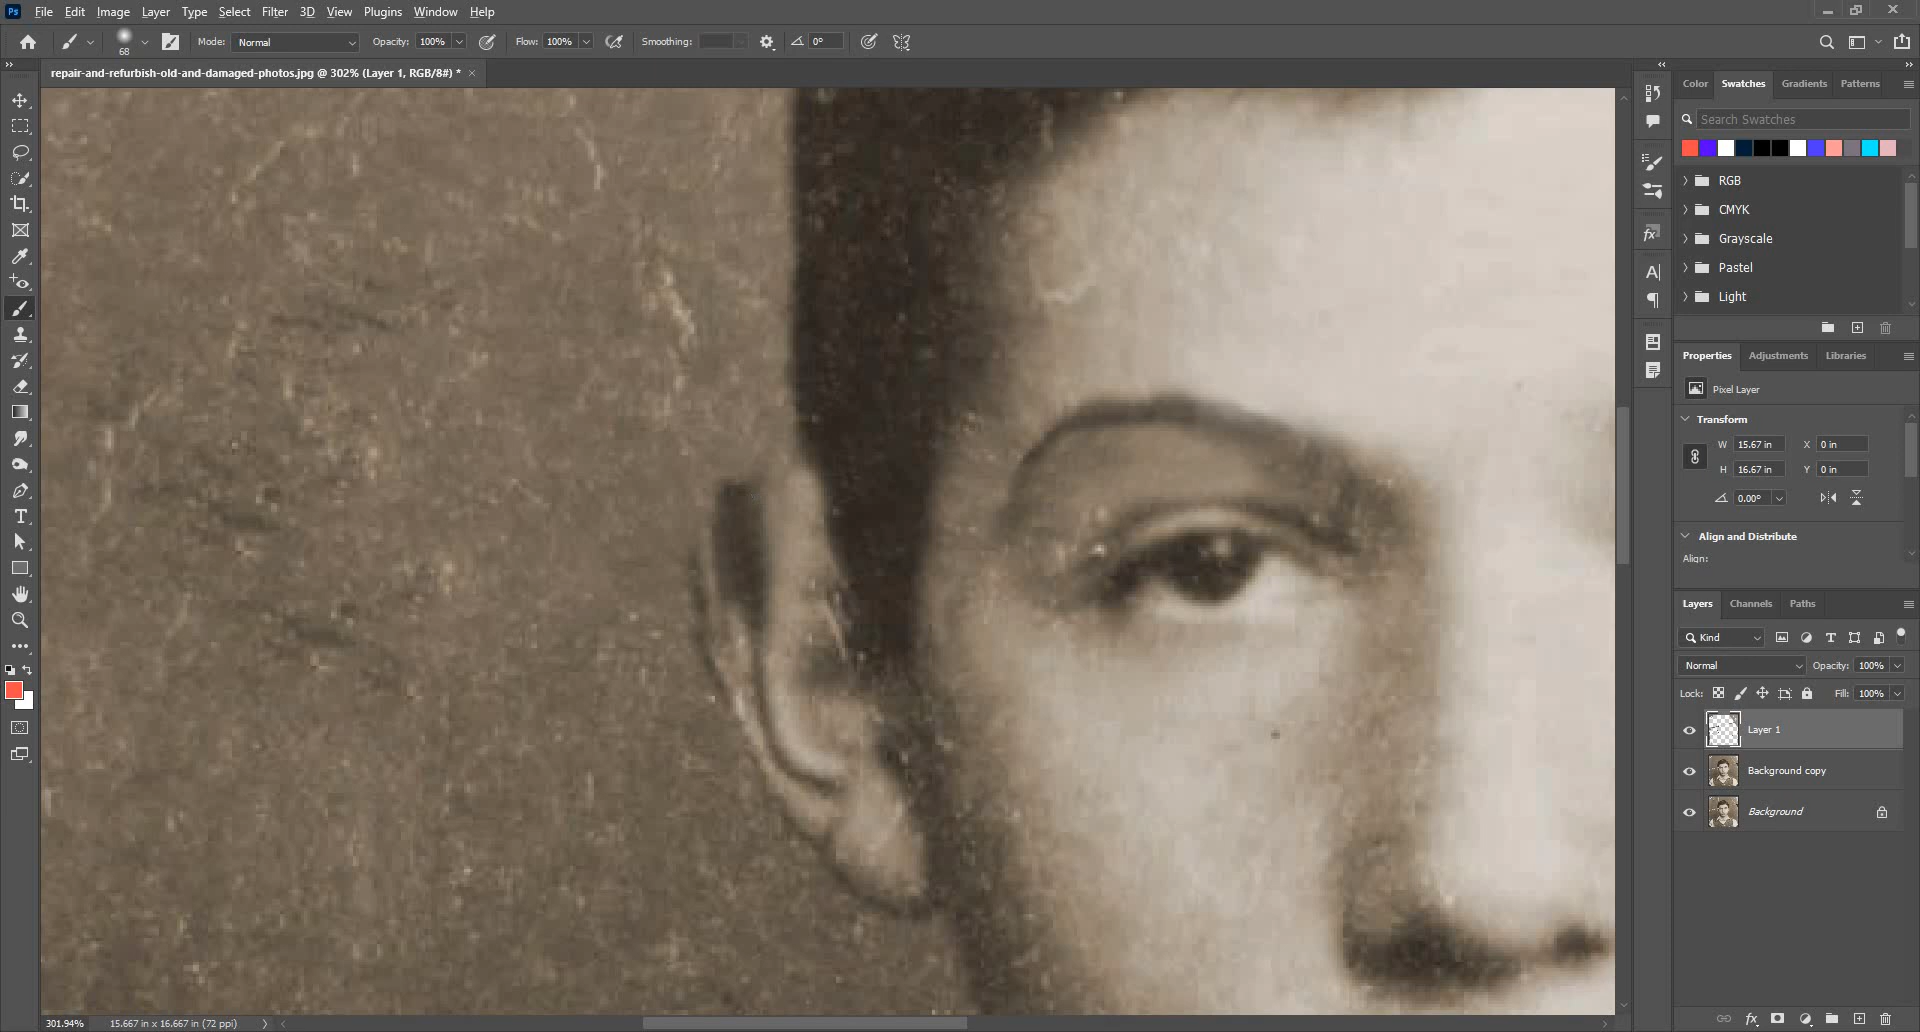 Ps File Edit Image Layer Type Select Filter 3D View Plugins Window Help
68 Mode: Normal Opacity: 100% Flow: 100% Smoothing: 0°
repair-and-refurbish-old-and-damaged-photos.jpg @ 302% (Layer 1, RGB/8#) * ×
Color Swatches Gradients Patterns
Search Swatches
RGB
CMYK
Grayscale
Pastel
Light
Properties Adjustments Libraries
Pixel Layer
Transform
W 15.67 in X 0 in
H 16.67 in Y 0 in
0.00°
Align and Distribute
Align:
Layers Channels Paths
Kind
Normal Opacity: 100%
Lock: Fill: 100%
Layer 1
Background copy
Background
301.94% 15.667 in x 16.667 in (72 ppi)